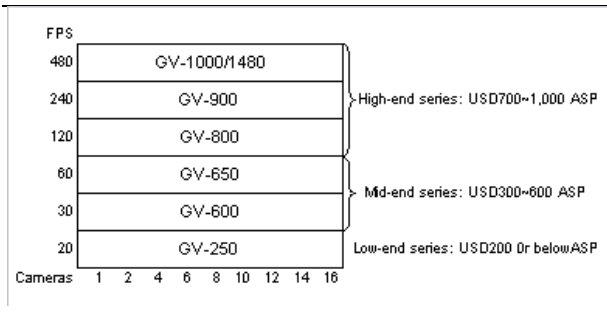 FPS
480 GV-1000/1480
240 GV-900 High-end series: USD700~1,000 ASP
120 GV-800
60 GV-650
Mid-end series: USD300~600 ASP
30 GV-600
20 GV-250 Low-end series: USD200 0r belowASP
Cameras 1 2 4 6 8 10 12 14 16